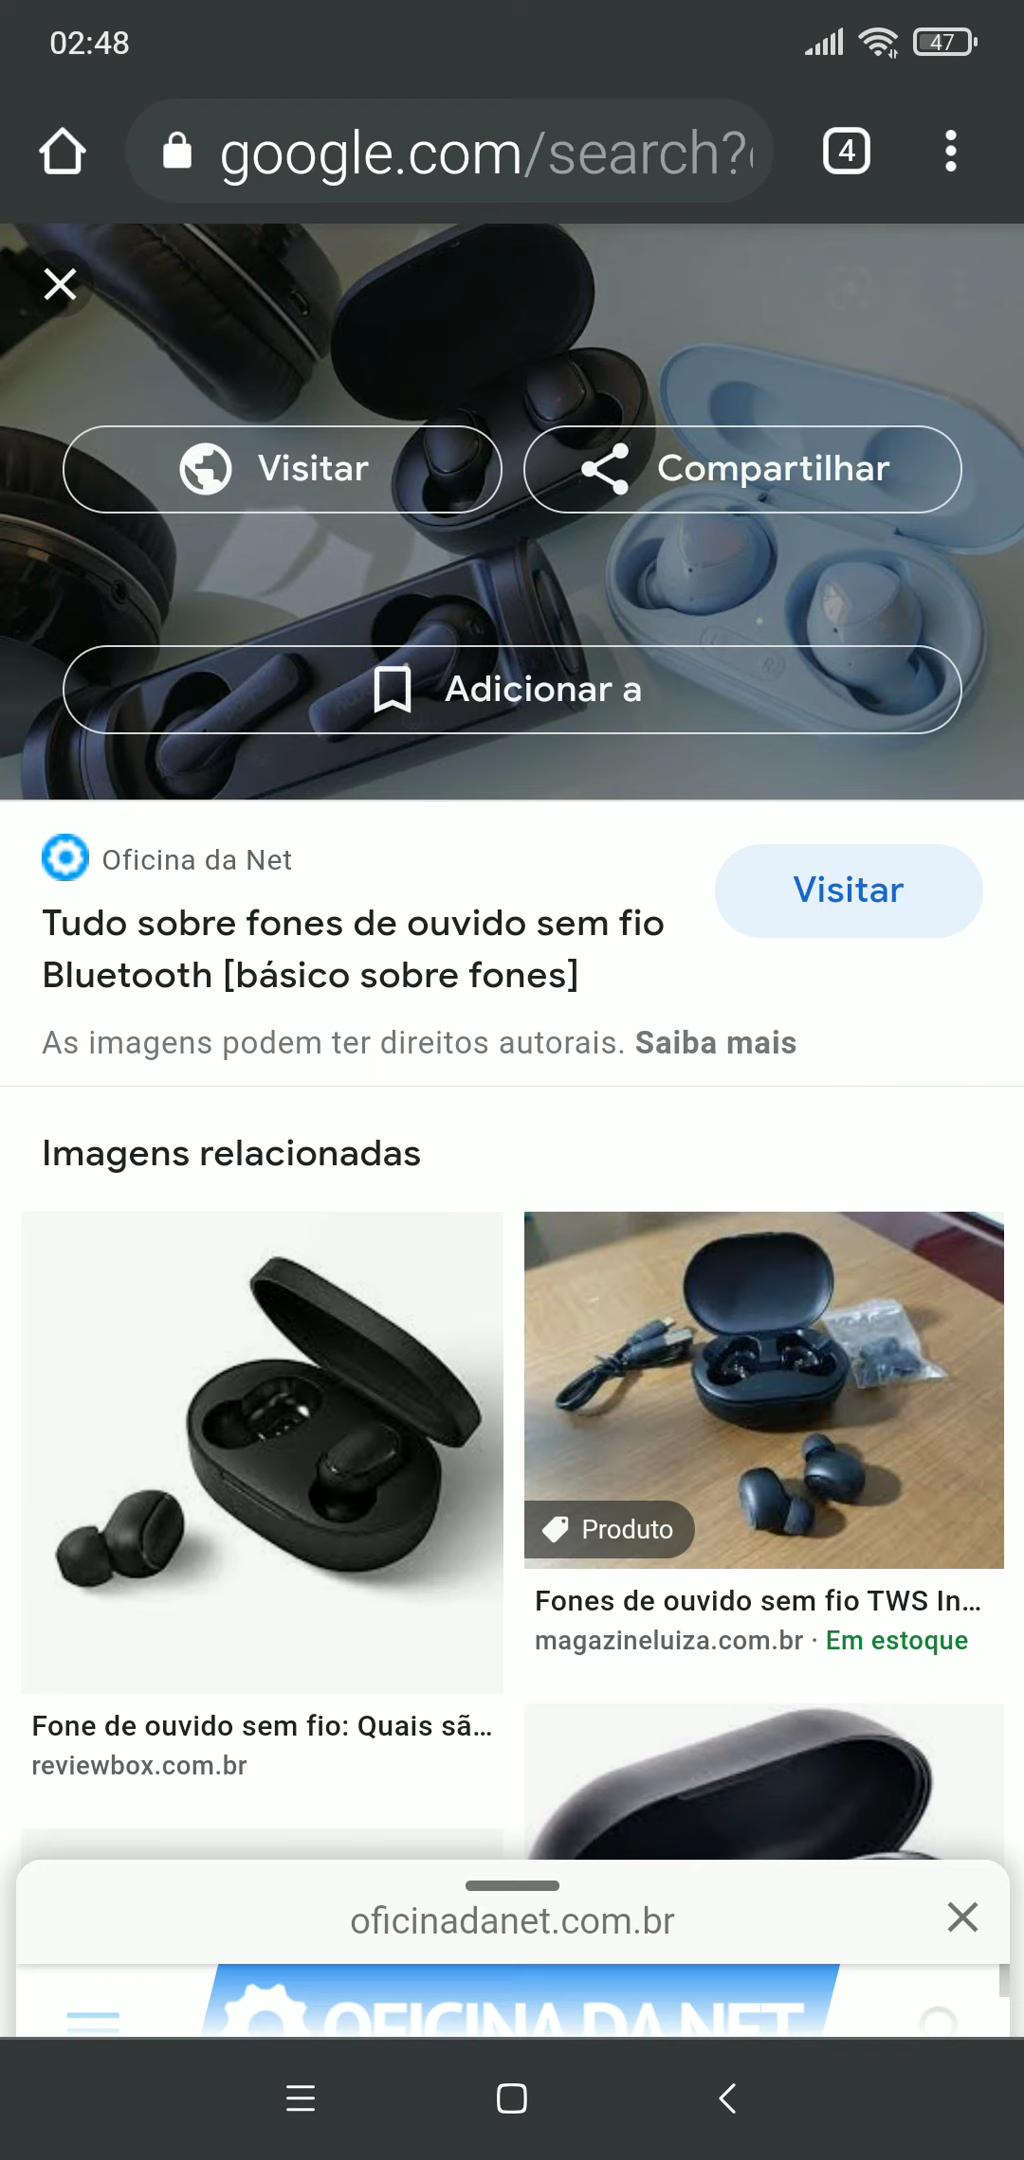 02:48
47
google.com/search?
4
Visitar
Compartilhar
Adicionar a
Oficina da Net
Visitar
Tudo sobre fones de ouvido sem fio
Bluetooth [básico sobre fones]
As imagens podem ter direitos autorais. Saiba mais
Imagens relacionadas
Produto
Fones de ouvido sem fio TWS In...
magazineluiza.com.br · Em estoque
Fone de ouvido sem fio: Quais sã...
reviewbox.com.br
oficinadanet.com.br
OFICINA DA NET